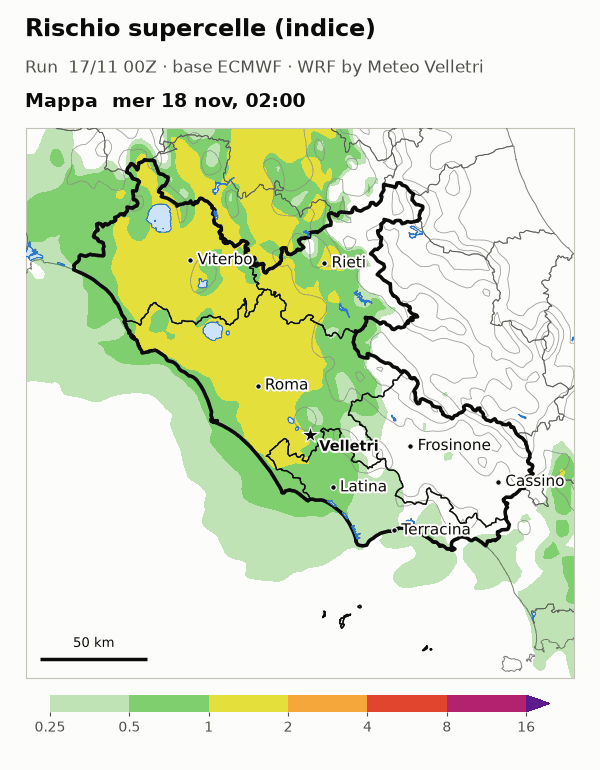 Rischio supercelle (indice)
Run  17/11 00Z · base ECMWF · WRF by Meteo Velletri
Mappa  mer 18 nov, 02:00
Viterbo
Rieti
Roma
Velletri
Frosinone
Latina
Cassino
Terracina
50 km
0.25 0.5 1 2 4 8 16